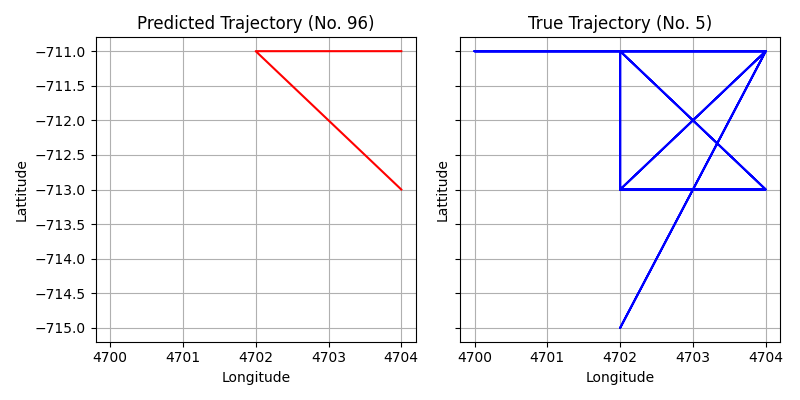 Predicted Trajectory (No. 96)
True Trajectory (No. 5)
Lattitude
−711.0
−711.5
−712.0
−712.5
−713.0
−713.5
−714.0
−714.5
−715.0
4700 4701 4702 4703 4704
Longitude
Lattitude
4700 4701 4702 4703 4704
Longitude